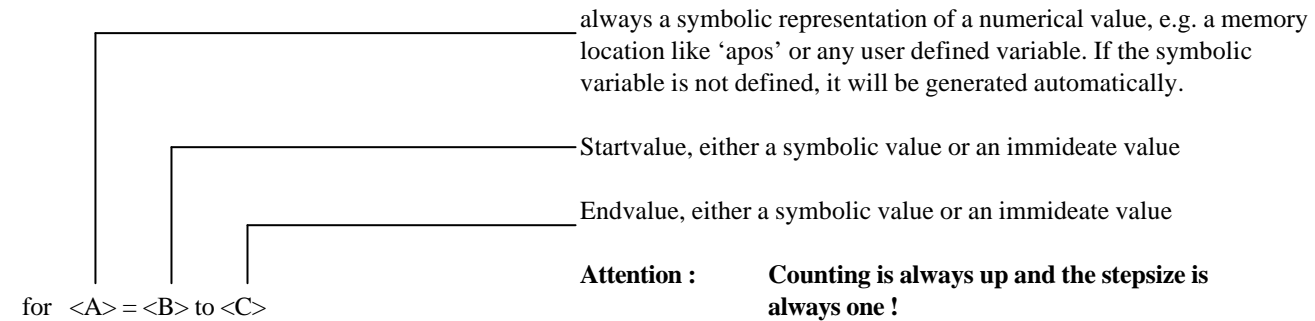 always a symbolic representation of a numerical value, e.g. a memory
location like ‘apos’ or any user defined variable. If the symbolic
variable is not defined, it will be generated automatically.
Startvalue, either a symbolic value or an immideate value
Endvalue, either a symbolic value or an immideate value
Attention : Counting is always up and the stepsize is
always one !
for <A> = <B> to <C>